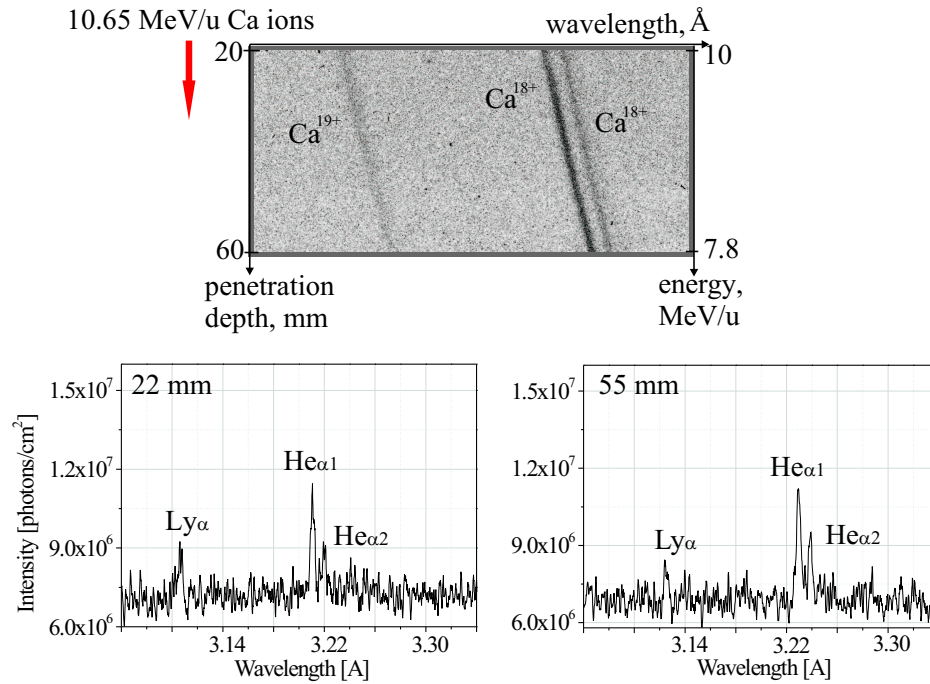 10.65 MeV/u Ca ions
wavelength, Å
20
10
Ca¹⁹⁺
Ca¹⁸⁺
Ca¹⁸⁺
60
7.8
penetration
depth, mm
energy,
MeV/u
22 mm
1.5x10⁷
1.2x10⁷
9.0x10⁶
6.0x10⁶
Intensity [photons/cm²]
Lyα
Heα1
Heα2
3.14
3.22
3.30
Wavelength [A]
55 mm
1.5x10⁷
1.2x10⁷
9.0x10⁶
6.0x10⁶
Lyα
Heα1
Heα2
3.14
3.22
3.30
Wavelength [A]